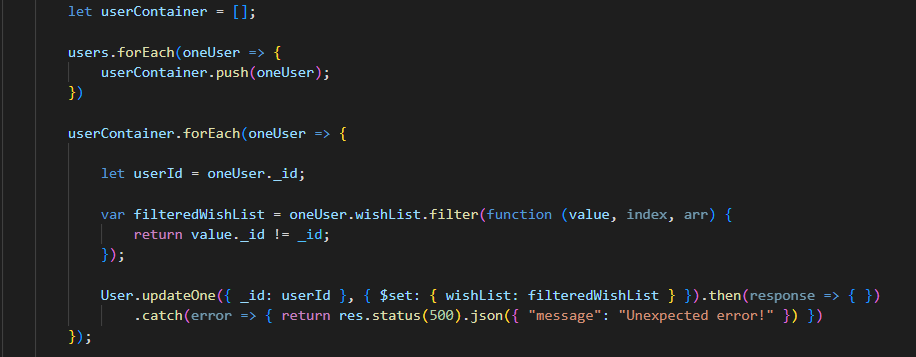 let userContainer = [];
users.forEach(oneUser => {
userContainer.push(oneUser);
})
userContainer.forEach(oneUser => {
let userId = oneUser._id;
var filteredWishList = oneUser.wishList.filter(function (value, index, arr) {
return value._id != _id;
});
User.updateOne({ _id: userId }, { $set: { wishList: filteredWishList } }).then(response => { })
.catch(error => { return res.status(500).json({ "message": "Unexpected error!" }) })
});